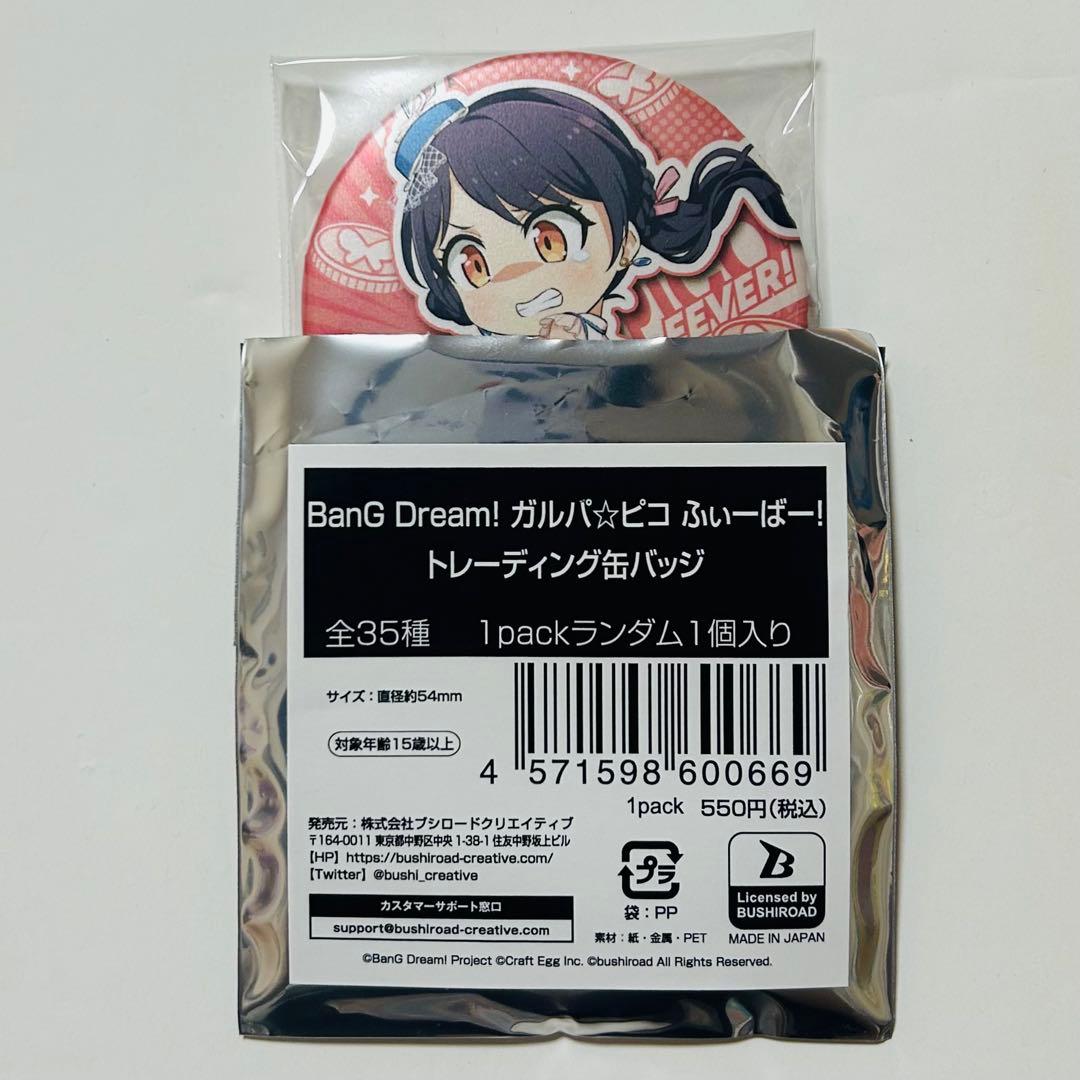 FEVER!
BanG Dream! ガルパ☆ピコ ふぃーばー!
トレーディング缶バッジ
全35種 1packランダム1個入り
サイズ：直径約54mm
対象年齢15歳以上
4 571598 600669
1pack 550円(税込)
発売元：株式会社ブシロードクリエイティブ
〒164-0011 東京都中野区中央 1-38-1 住友中野坂上ビル
【HP】https://bushiroad-creative.com/
【Twitter】@bushi_creative
カスタマーサポート窓口
support@bushiroad-creative.com
プラ
袋：PP
素材：紙・金属・PET
B
Licensed by
BUSHIROAD
MADE IN JAPAN
©BanG Dream! Project ©Craft Egg Inc. ©bushiroad All Rights Reserved.